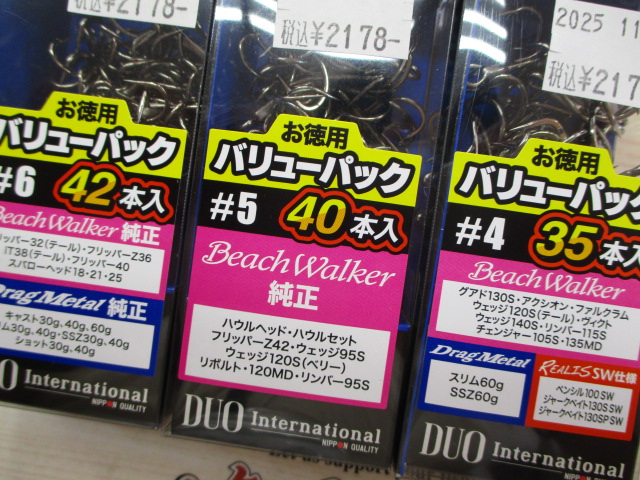 税込¥2178-
お徳用
バリューパック
#6 42本入
Beach Walker 純正
リッパー32(テール)・フリッパーZ36
iT38(テール)・フリッパー40
スパローヘッド18・21・25
Drag Metal 純正
キャスト30g,40g,60g
30g,40g・SSZ30g,40g
ショット30g,40g
DUO International
NIPPON QUALITY
税込¥2178-
お徳用
バリューパック
#5 40本入
Beach Walker
純正
ハウルヘッド・ハウルセット
フリッパーZ42・ウェッジ95S
ウェッジ120S(ベリー)
リボルト・120MD・リンバー95S
DUO International
NIPPON QUALITY
2025 11
税込¥217
お徳用
バリューパック
#4 35本入
Beach Walker
グアド130S・アクシオン・ファルクラム
ウェッジ120S(テール)・ヴィクト
ウェッジ140S・リンバー115S
チェンジャー105S・135MD
Drag Metal
スリム60g
SSZ60g
REALIS SW仕様
ペンシル100SW
ジャークベイト130S SW
ジャークベイト130SP SW
DUO International
NIPPON QUALITY